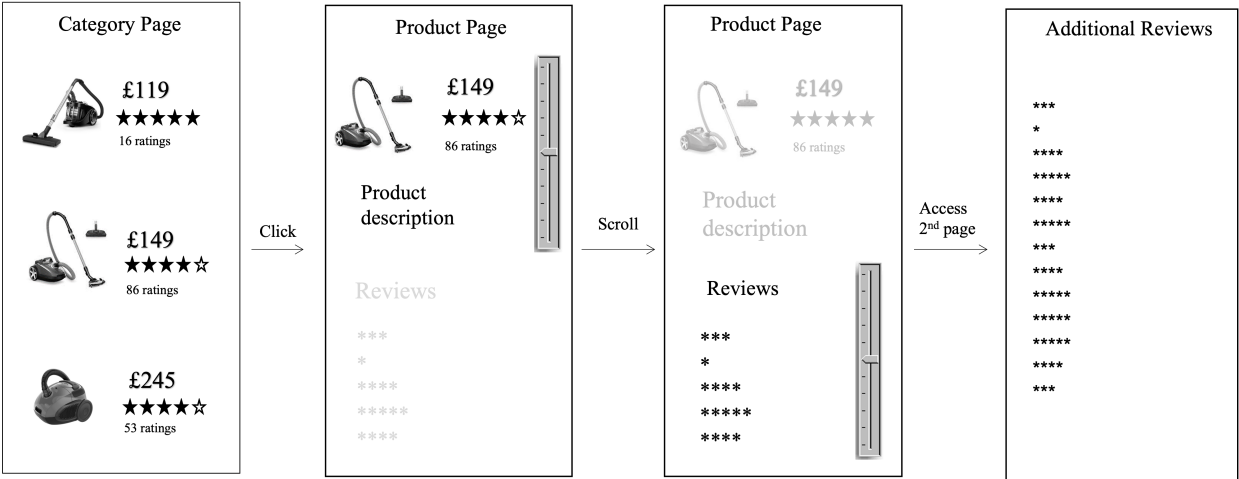 Category Page
£119
★★★★★
16 ratings
£149
★★★★☆
86 ratings
£245
★★★★☆
53 ratings
Click
Product Page
£149
★★★★☆
86 ratings
Product
description
Reviews
***
*
****
*****
****
Scroll
Product Page
£149
★★★★★
86 ratings
Product
description
Reviews
***
*
****
*****
****
Access
2nd page
Additional Reviews
***
*
****
*****
****
*****
***
****
*****
*****
*****
****
***